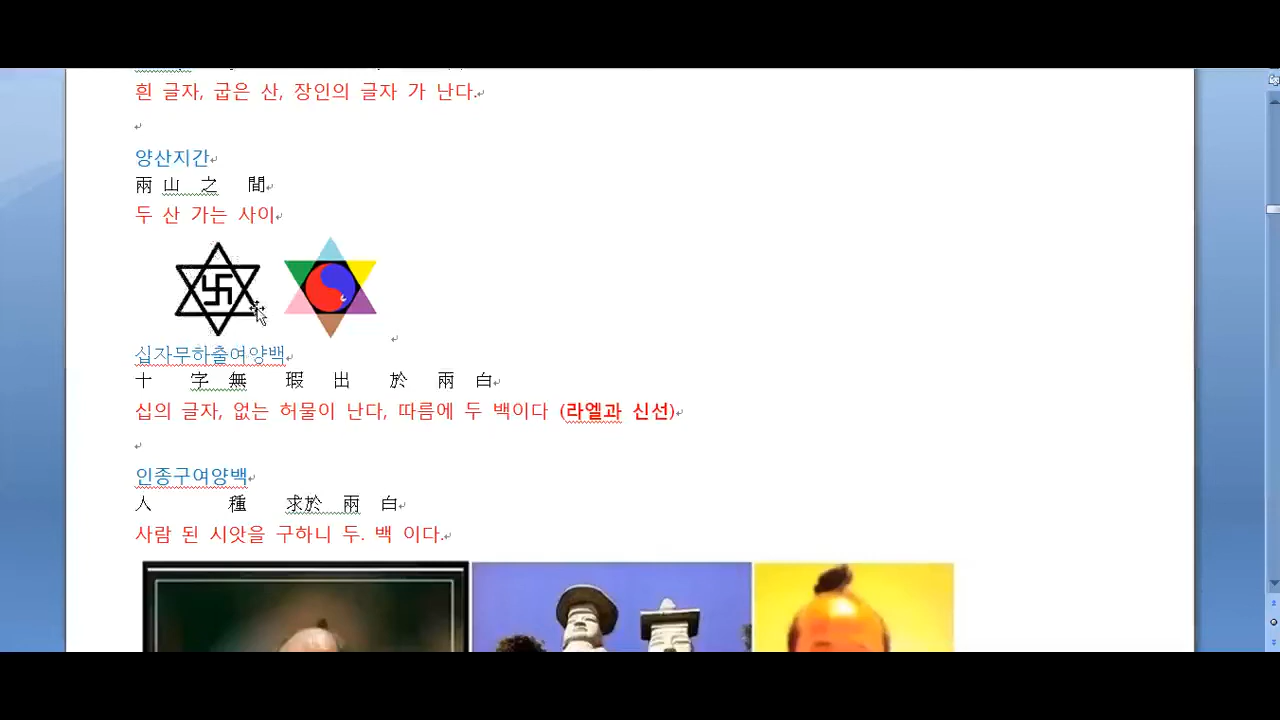 흰 글자, 굽은 산, 장인의 글자 가 난다.
양산지간
兩 山 之 間
두 산 가는 사이
십자무하출여양백
十 字 無 瑕 出 於 兩 白
십의 글자, 없는 허물이 난다, 따름에 두 백이다 (라엘과 신선)
인종구여양백
人 種 求於 兩 白
사람 된 시앗을 구하니 두. 백 이다.